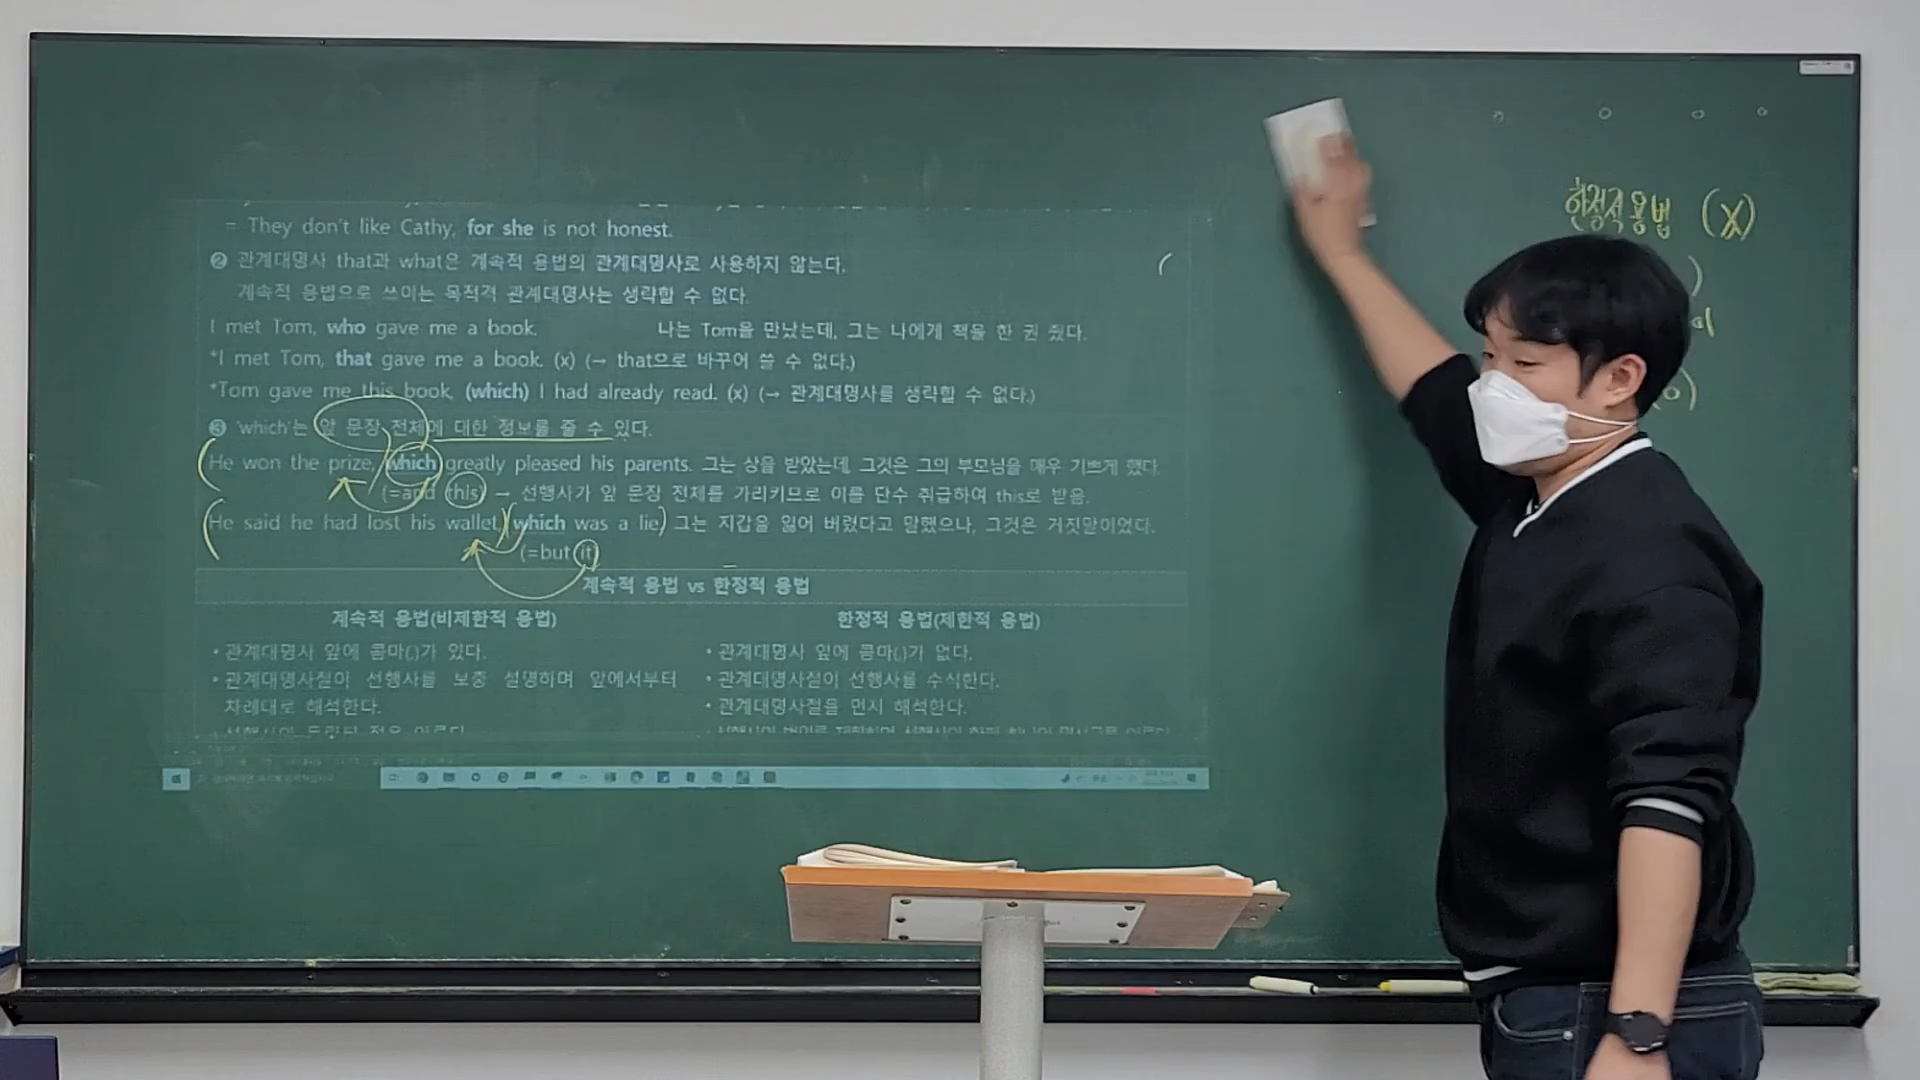 = They don't like Cathy, for she is not honest.
❷ 관계대명사 that과 what은 계속적 용법의 관계대명사로 사용하지 않는다.
계속적 용법으로 쓰이는 목적격 관계대명사는 생략할 수 없다.
I met Tom, who gave me a book. 나는 Tom을 만났는데, 그는 나에게 책을 한 권 줬다.
*I met Tom, that gave me a book. (x) (→ that으로 바꾸어 쓸 수 없다.)
*Tom gave me this book, (which) I had already read. (x) (→ 관계대명사를 생략할 수 없다.)
❸ 'which'는 앞 문장 전체에 대한 정보를 줄 수 있다.
He won the prize, which greatly pleased his parents. 그는 상을 받았는데, 그것은 그의 부모님을 매우 기쁘게 했다.
(=and this) → 선행사가 앞 문장 전체를 가리키므로 이를 단수 취급하여 this로 받음.
He said he had lost his wallet, which was a lie. 그는 지갑을 잃어 버렸다고 말했으나, 그것은 거짓말이었다.
(=but it)
계속적 용법 vs 한정적 용법
계속적 용법(비제한적 용법) 한정적 용법(제한적 용법)
• 관계대명사 앞에 콤마(,)가 있다. • 관계대명사 앞에 콤마(,)가 없다.
• 관계대명사절이 선행사를 보충 설명하며 앞에서부터 • 관계대명사절이 선행사를 수식한다.
차례대로 해석한다. • 관계대명사절을 먼저 해석한다.
한정적용법 (X)
(o)